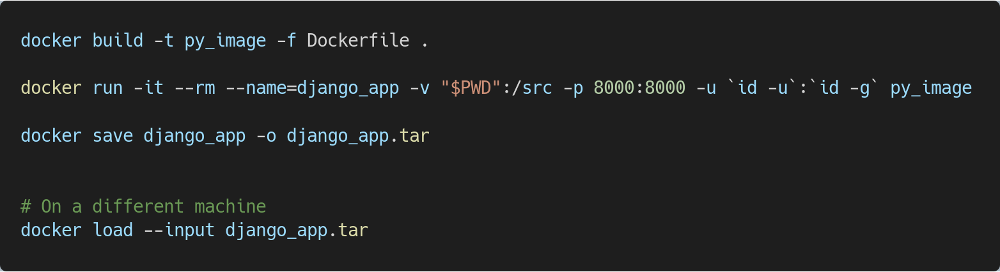 docker build -t py_image -f Dockerfile .
docker run -it --rm --name=django_app -v "$PWD":/src -p 8000:8000 -u `id -u`:`id -g` py_image
docker save django_app -o django_app.tar
# On a different machine
docker load --input django_app.tar